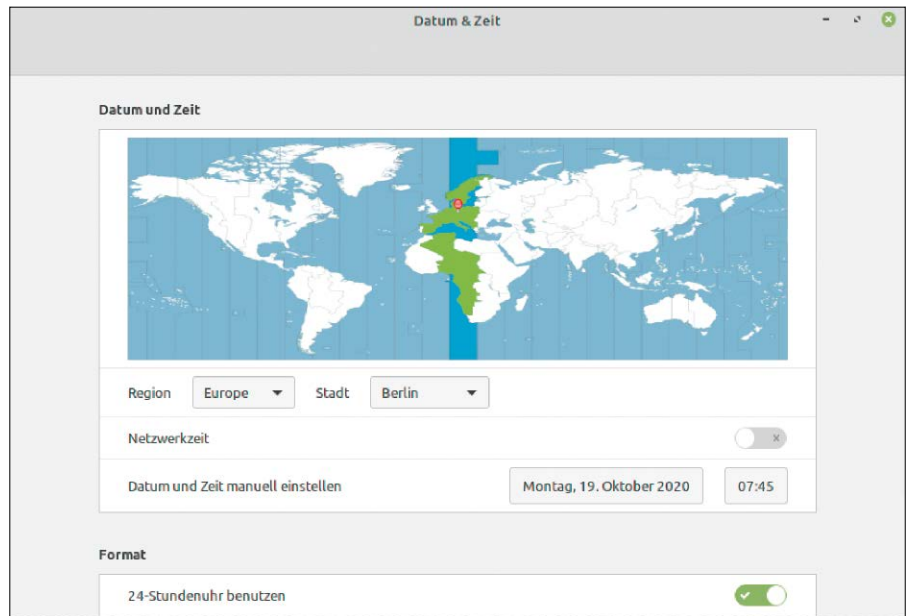 Datum & Zeit
Datum und Zeit
Region Europe Stadt Berlin
Netzwerkzeit
Datum und Zeit manuell einstellen Montag, 19. Oktober 2020 07:45
Format
24-Stundenuhr benutzen